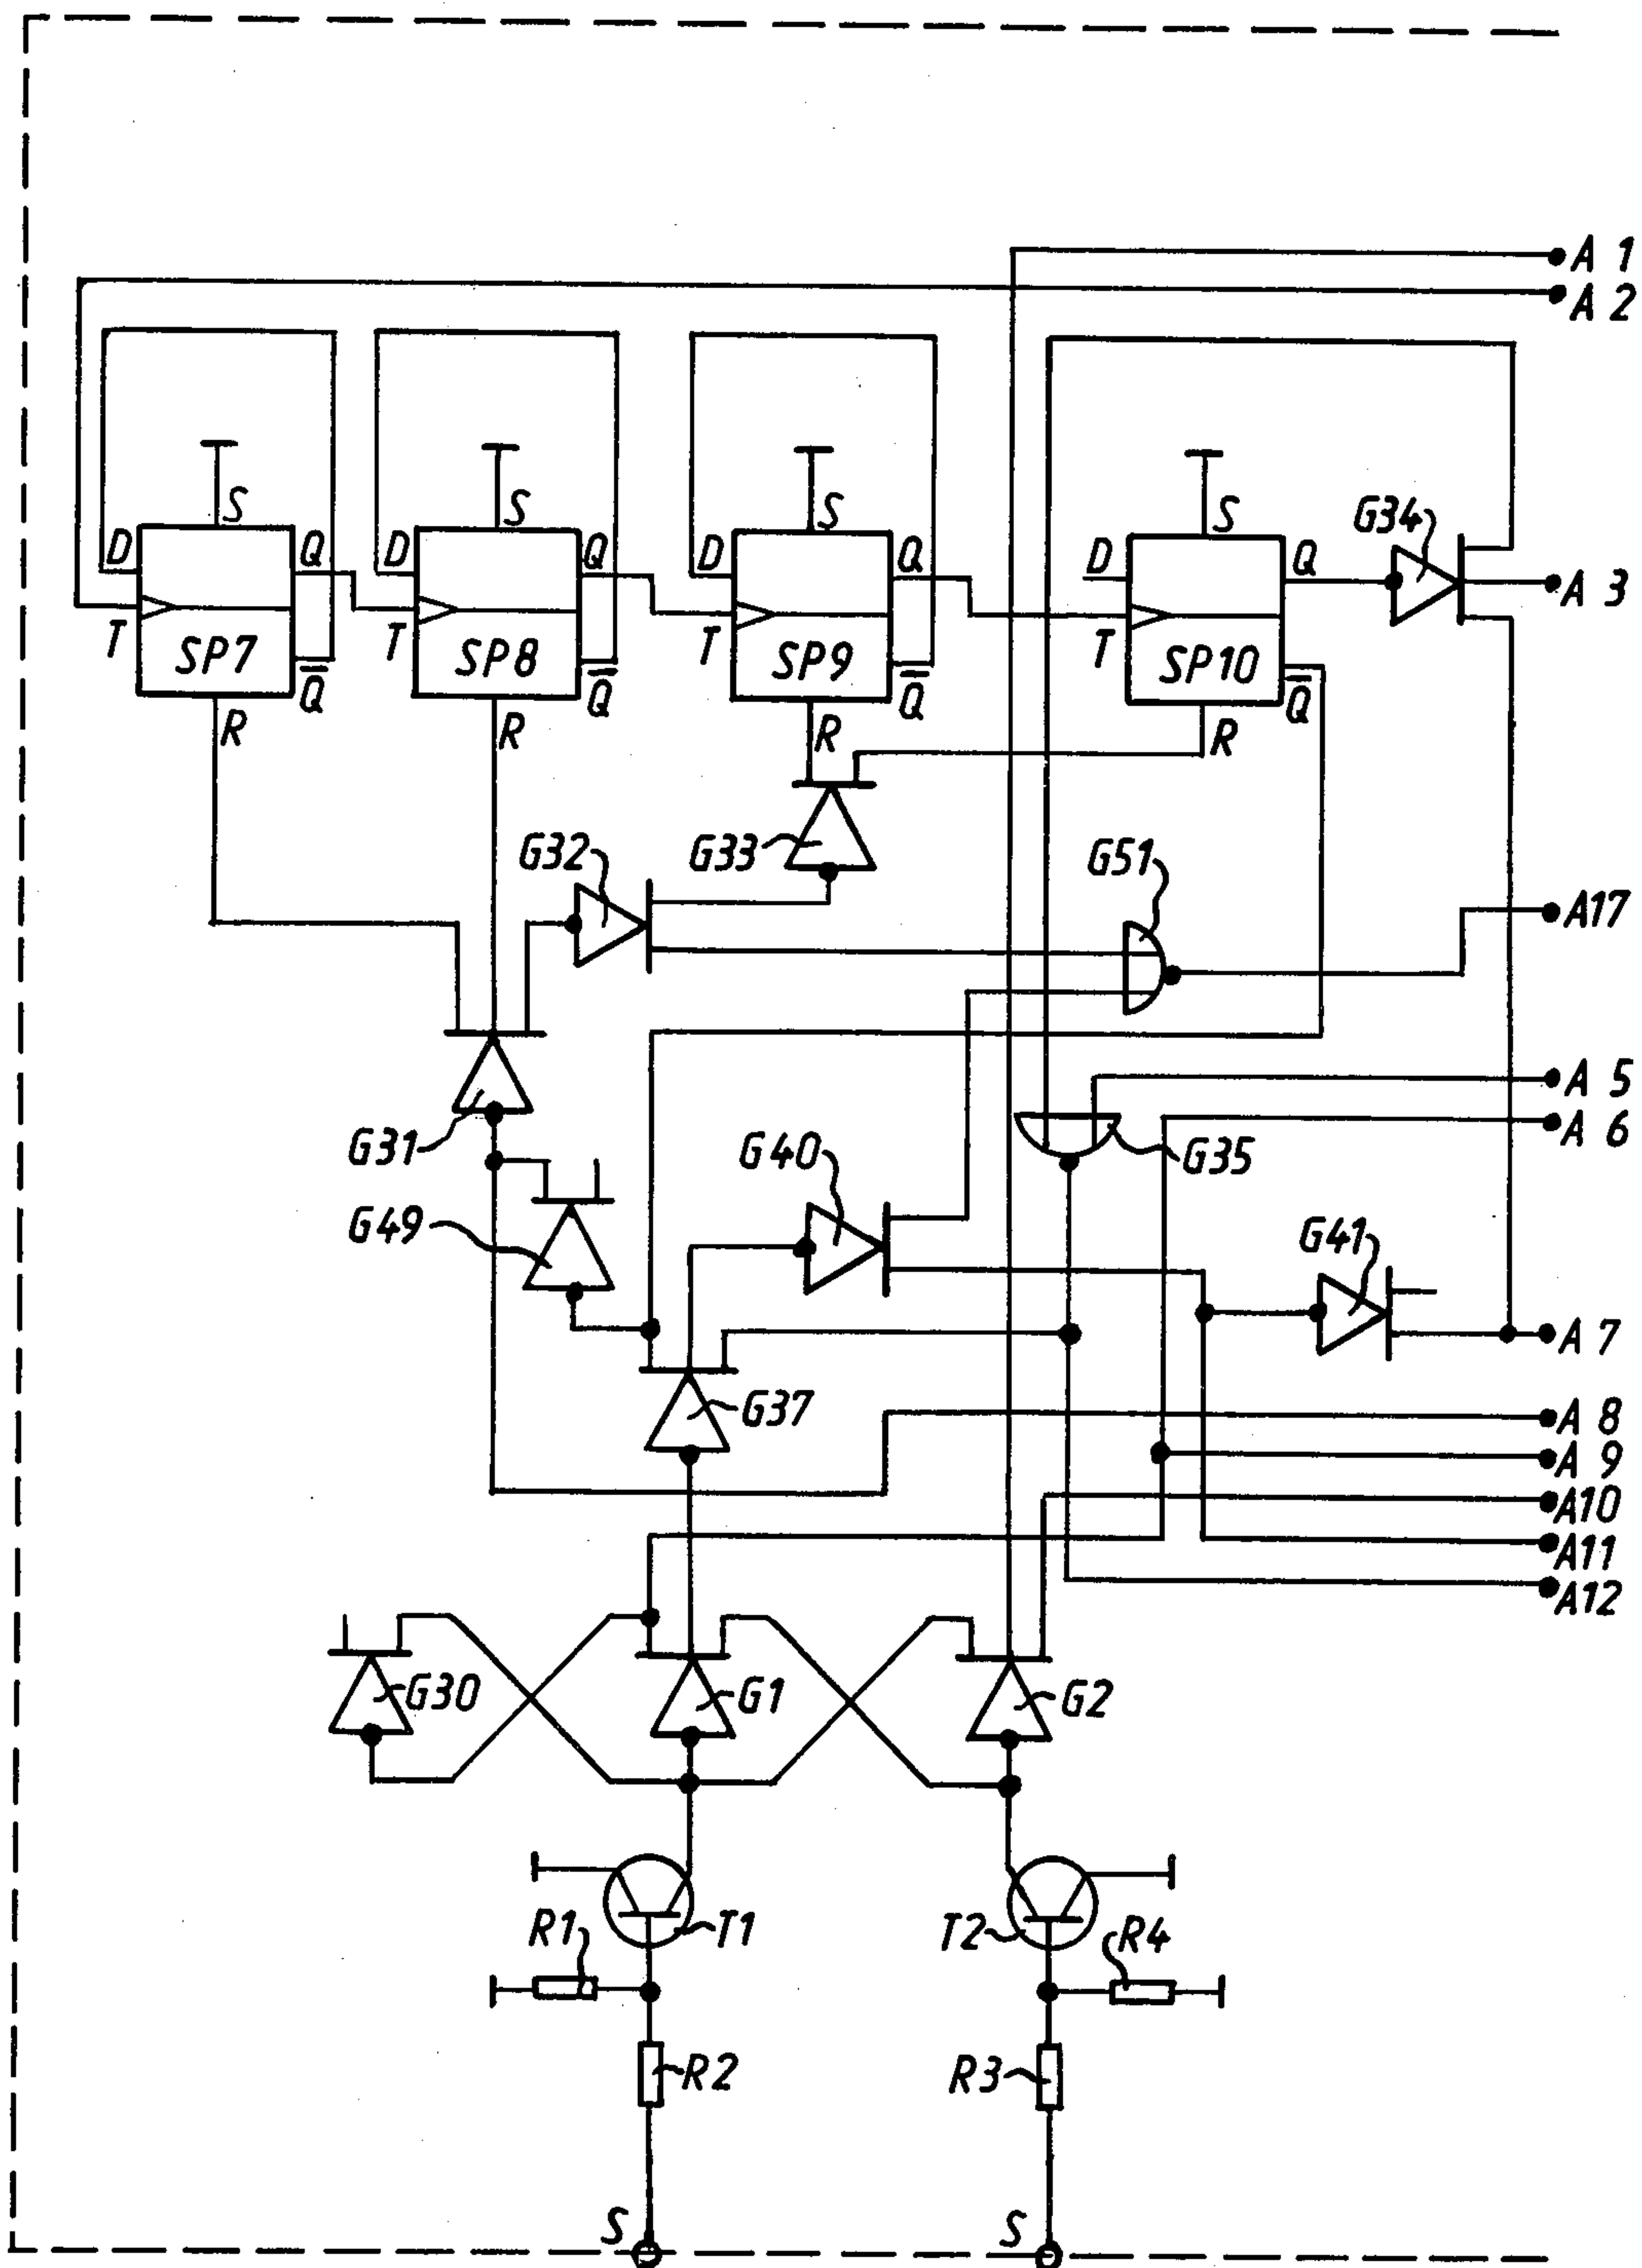 A 1
A 2
S S S S
G34
D Q D Q D Q D Q
A 3
T SP7 Q̅ T SP8 Q̅ T SP9 Q̅ T SP10 Q̅
R R R R
G32 G33 G51
A17
A 5
G31 G40 G35 A 6
G49 G41
A 7
G37 A 8
A 9
A10
A11
A12
G30 G1 G2
R1 T1 T2 R4
R2 R3
S S